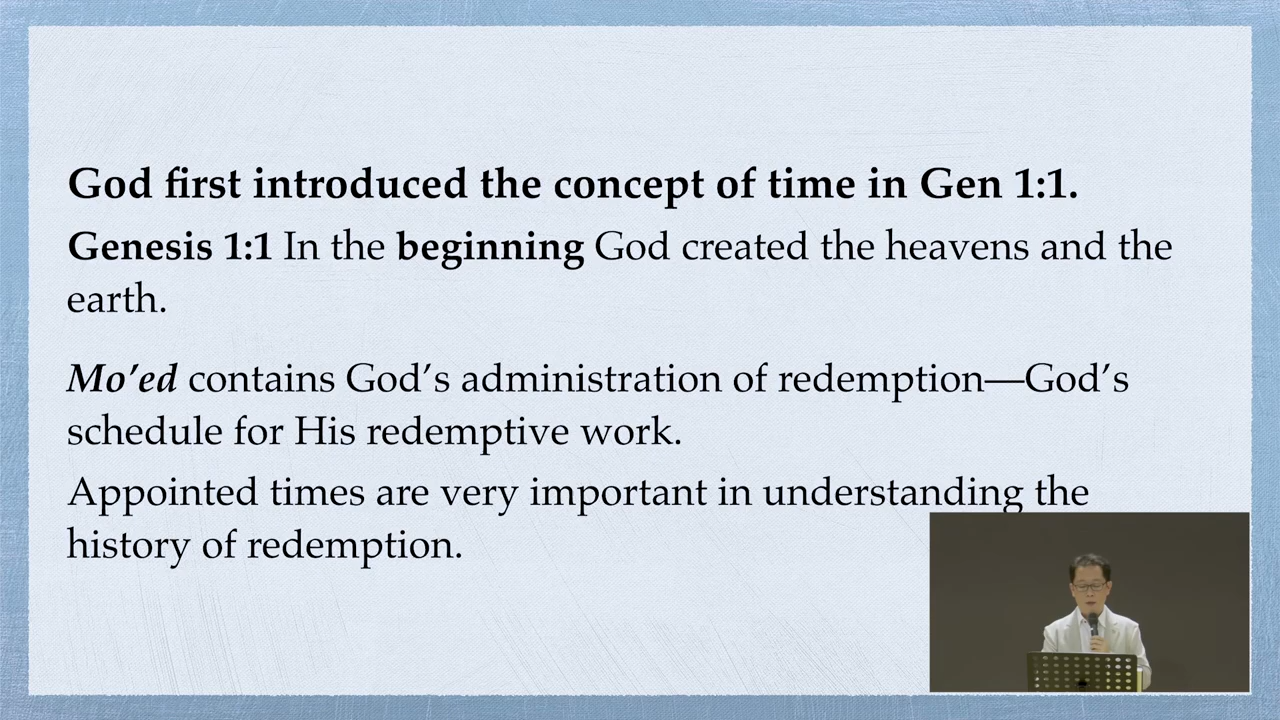 God first introduced the concept of time in Gen 1:1.
Genesis 1:1 In the beginning God created the heavens and the
earth.
Mo’ed contains God’s administration of redemption—God’s
schedule for His redemptive work.
Appointed times are very important in understanding the
history of redemption.